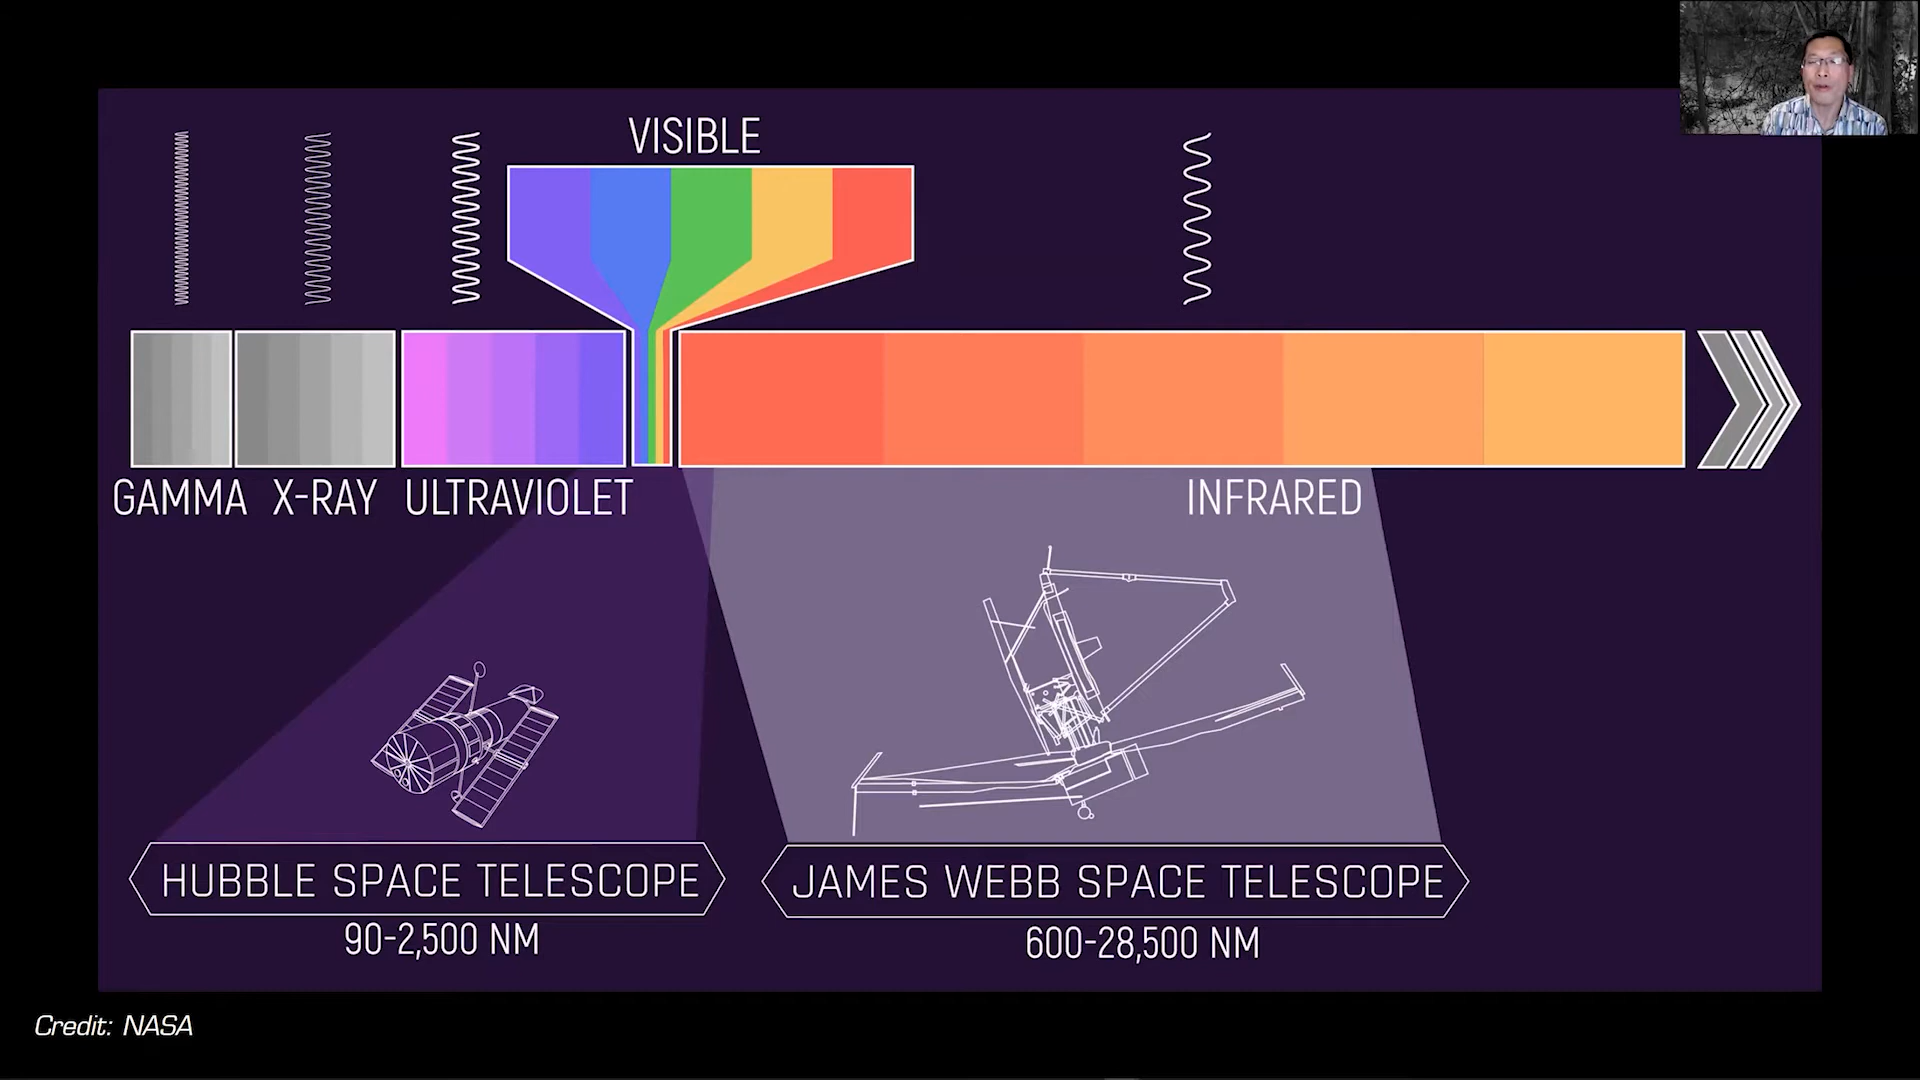 VISIBLE
GAMMA X-RAY ULTRAVIOLET INFRARED
HUBBLE SPACE TELESCOPE
90-2,500 NM
JAMES WEBB SPACE TELESCOPE
600-28,500 NM
Credit: NASA